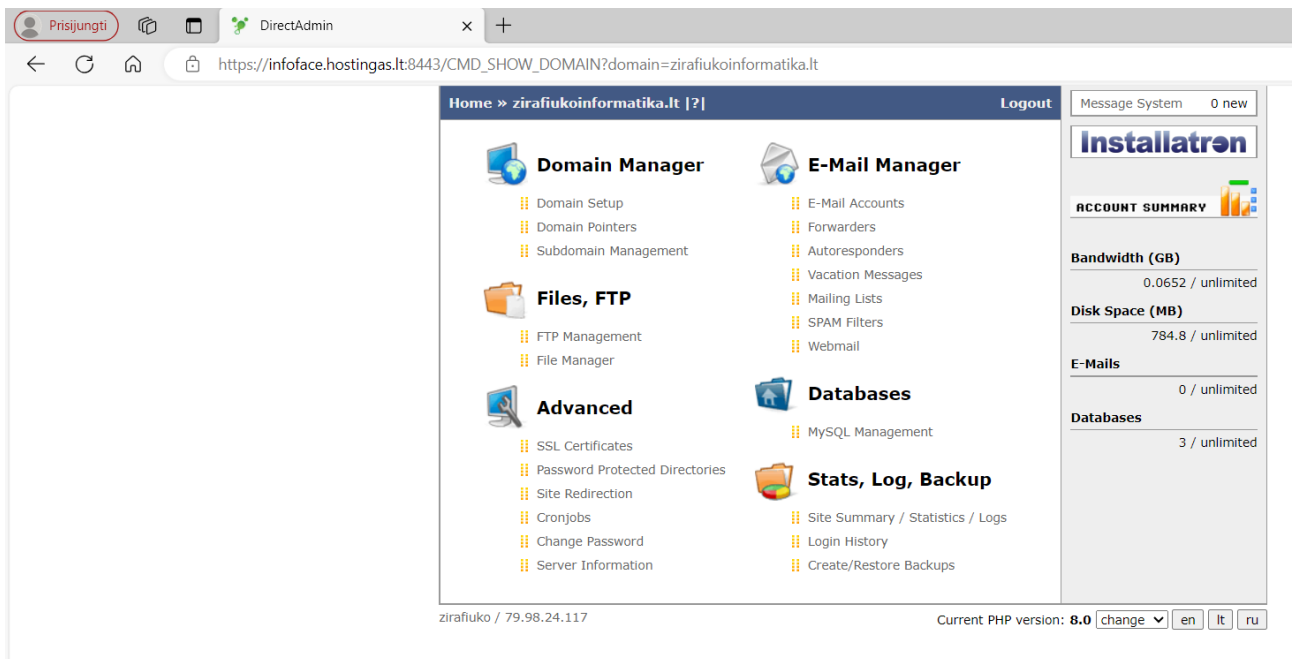 Prisijungti
DirectAdmin
https://infoface.hostingas.lt:8443/CMD_SHOW_DOMAIN?domain=zirafiukoinformatika.lt
Home » zirafiukoinformatika.lt |?|
Logout
Domain Manager
Domain Setup
Domain Pointers
Subdomain Management
Files, FTP
FTP Management
File Manager
Advanced
SSL Certificates
Password Protected Directories
Site Redirection
Cronjobs
Change Password
Server Information
E-Mail Manager
E-Mail Accounts
Forwarders
Autoresponders
Vacation Messages
Mailing Lists
SPAM Filters
Webmail
Databases
MySQL Management
Stats, Log, Backup
Site Summary / Statistics / Logs
Login History
Create/Restore Backups
Message System 0 new
Installatron
ACCOUNT SUMMARY
Bandwidth (GB)
0.0652 / unlimited
Disk Space (MB)
784.8 / unlimited
E-Mails
0 / unlimited
Databases
3 / unlimited
zirafiuko / 79.98.24.117
Current PHP version: 8.0 change en lt ru